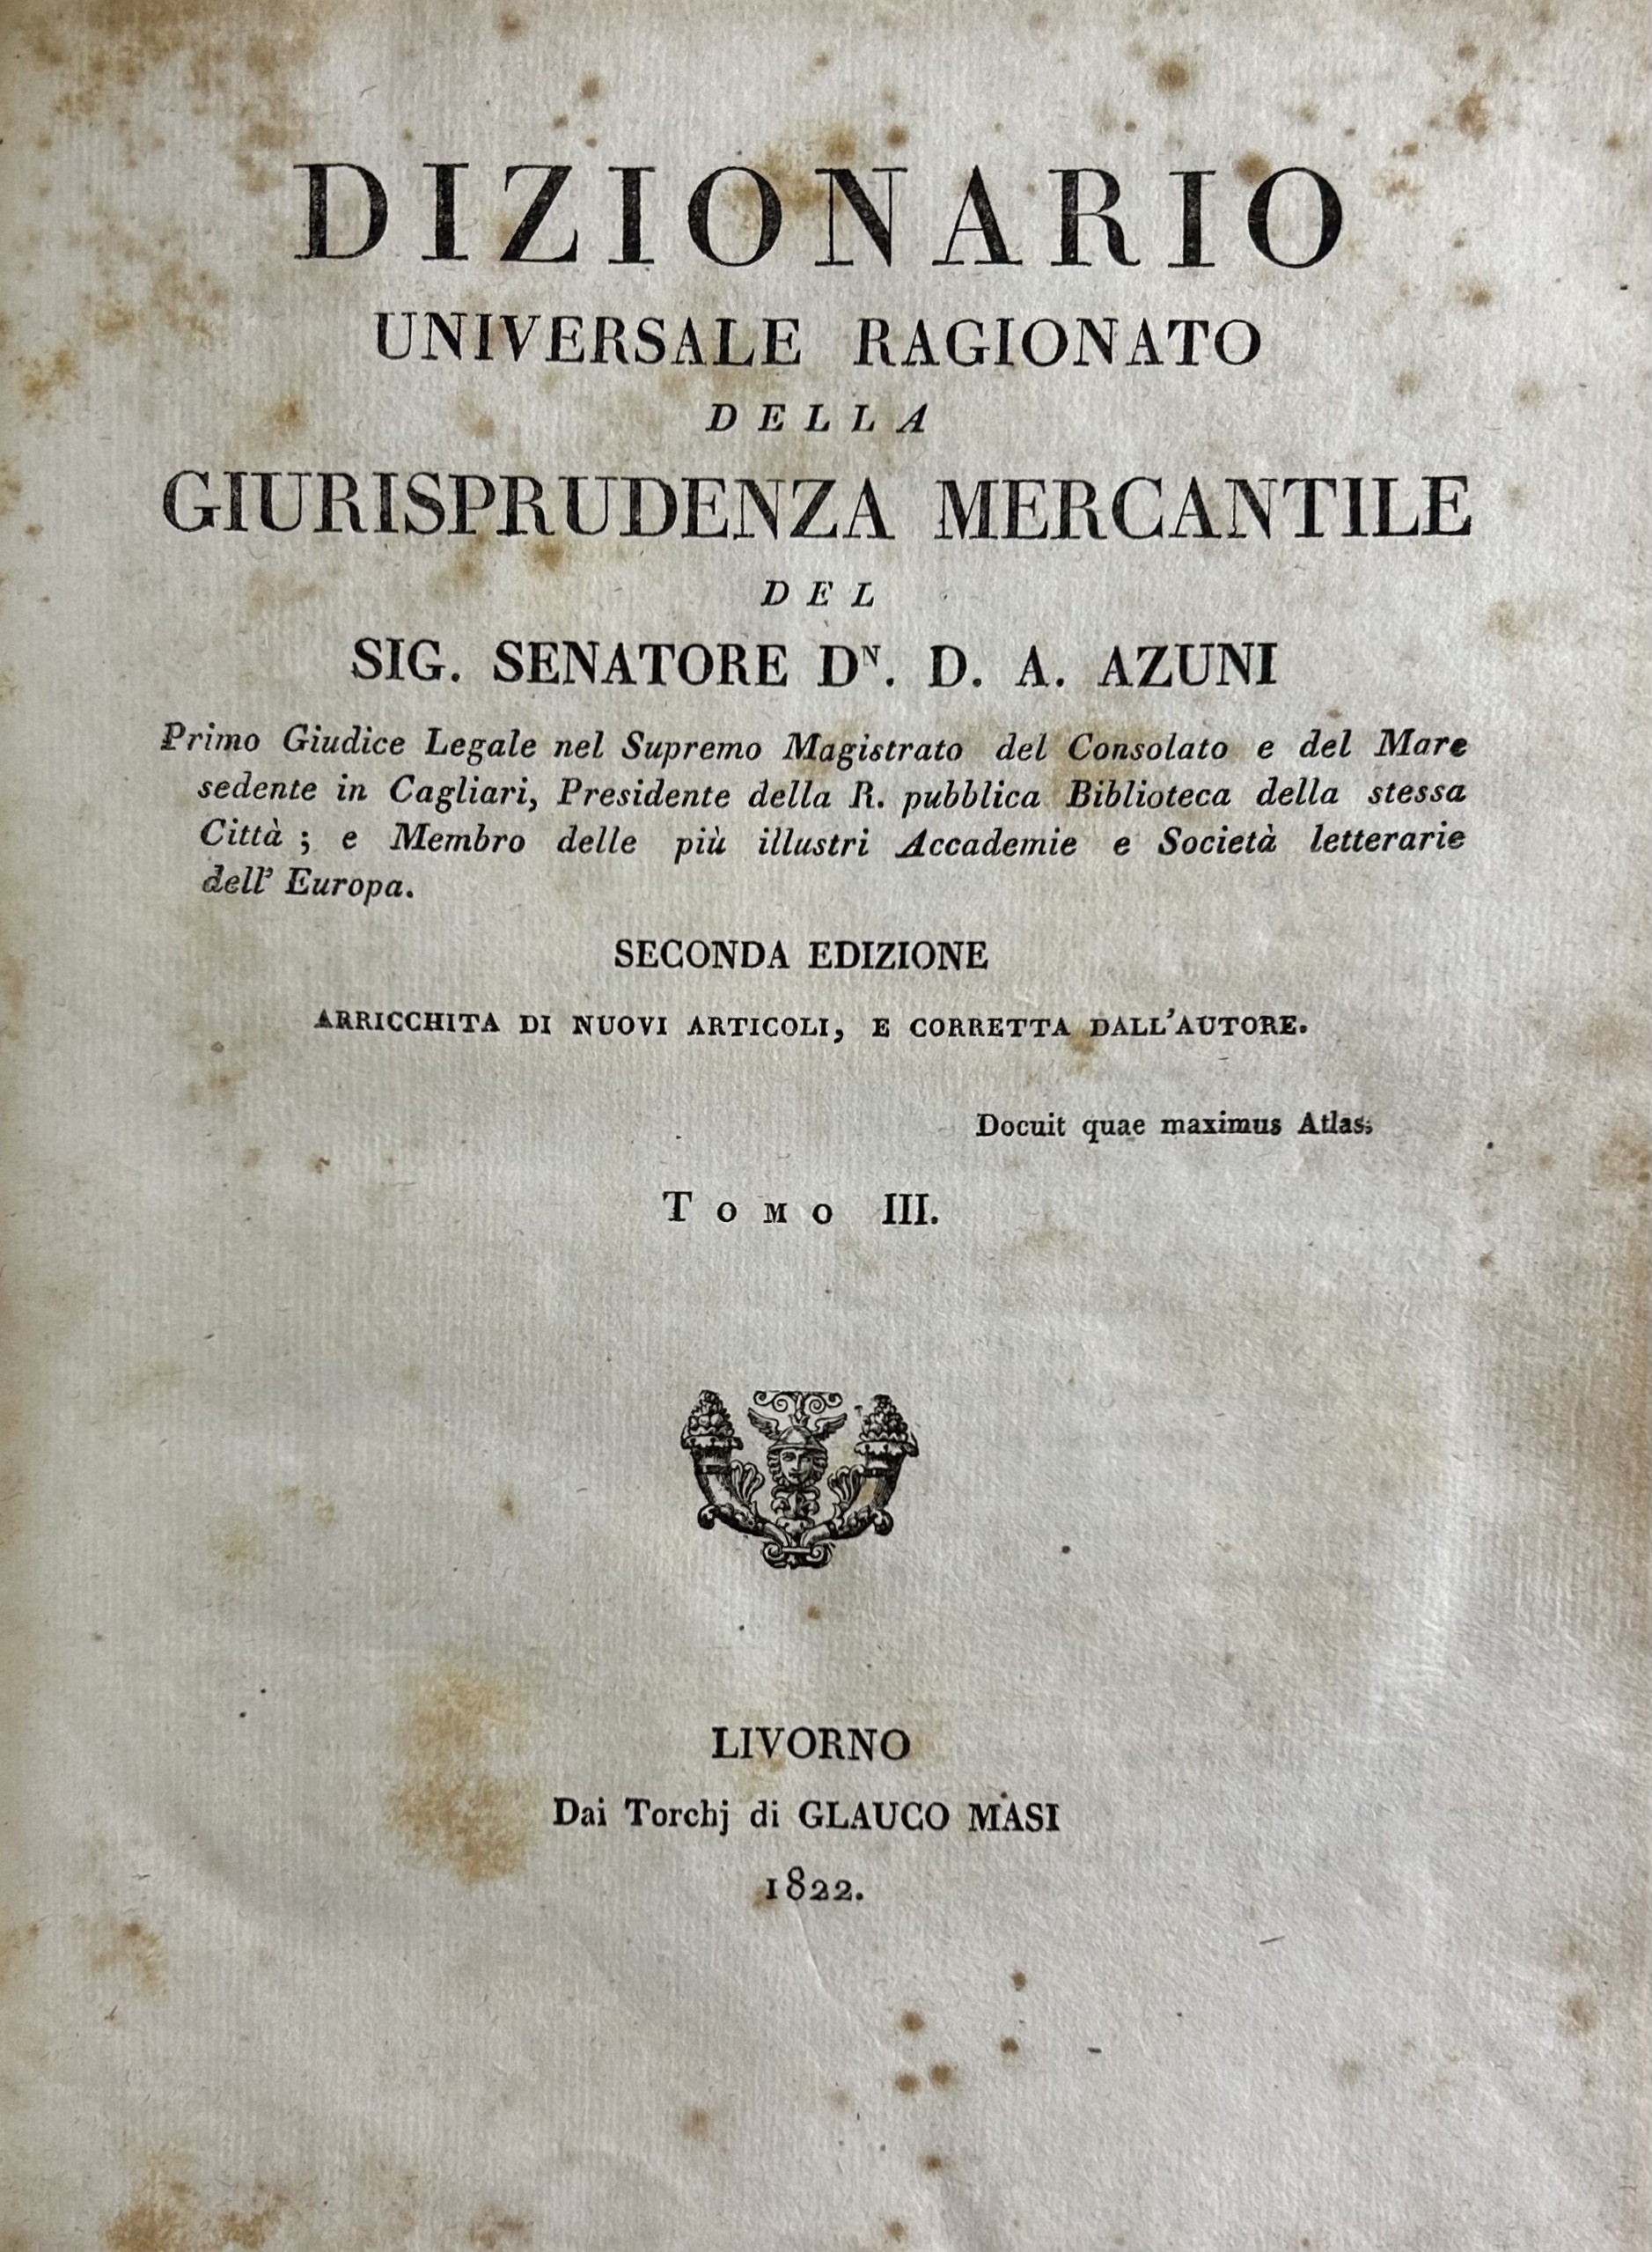 DIZIONARIO
UNIVERSALE RAGIONATO
DELLA
GIURISPRUDENZA MERCANTILE
DEL
SIG. SENATORE Dᴺ. D. A. AZUNI
Primo Giudice Legale nel Supremo Magistrato del Consolato e del Mare
sedente in Cagliari, Presidente della R. pubblica Biblioteca della stessa
Città ; e Membro delle più illustri Accademie e Società letterarie
dell' Europa.
SECONDA EDIZIONE
ARRICCHITA DI NUOVI ARTICOLI, E CORRETTA DALL'AUTORE.
Docuit quae maximus Atlas.
TOMO III.
LIVORNO
Dai Torchj di GLAUCO MASI
1822.